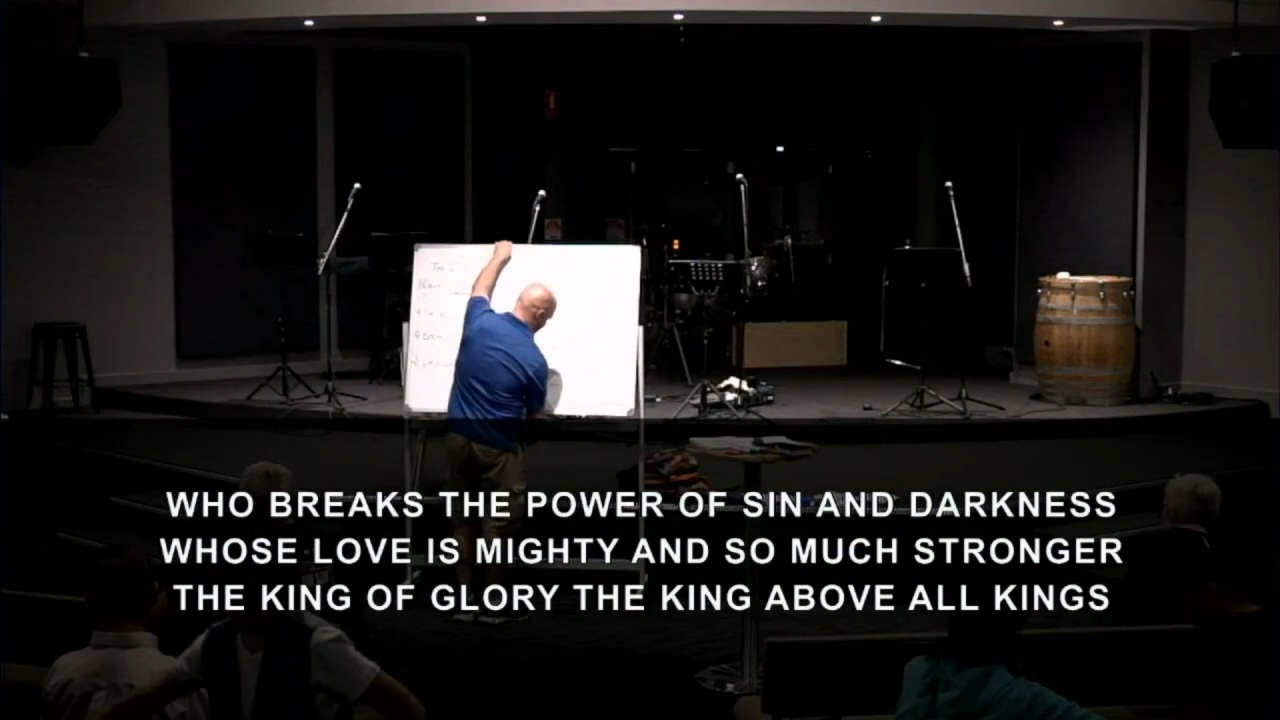 WHO BREAKS THE POWER OF SIN AND DARKNESS
WHOSE LOVE IS MIGHTY AND SO MUCH STRONGER
THE KING OF GLORY THE KING ABOVE ALL KINGS